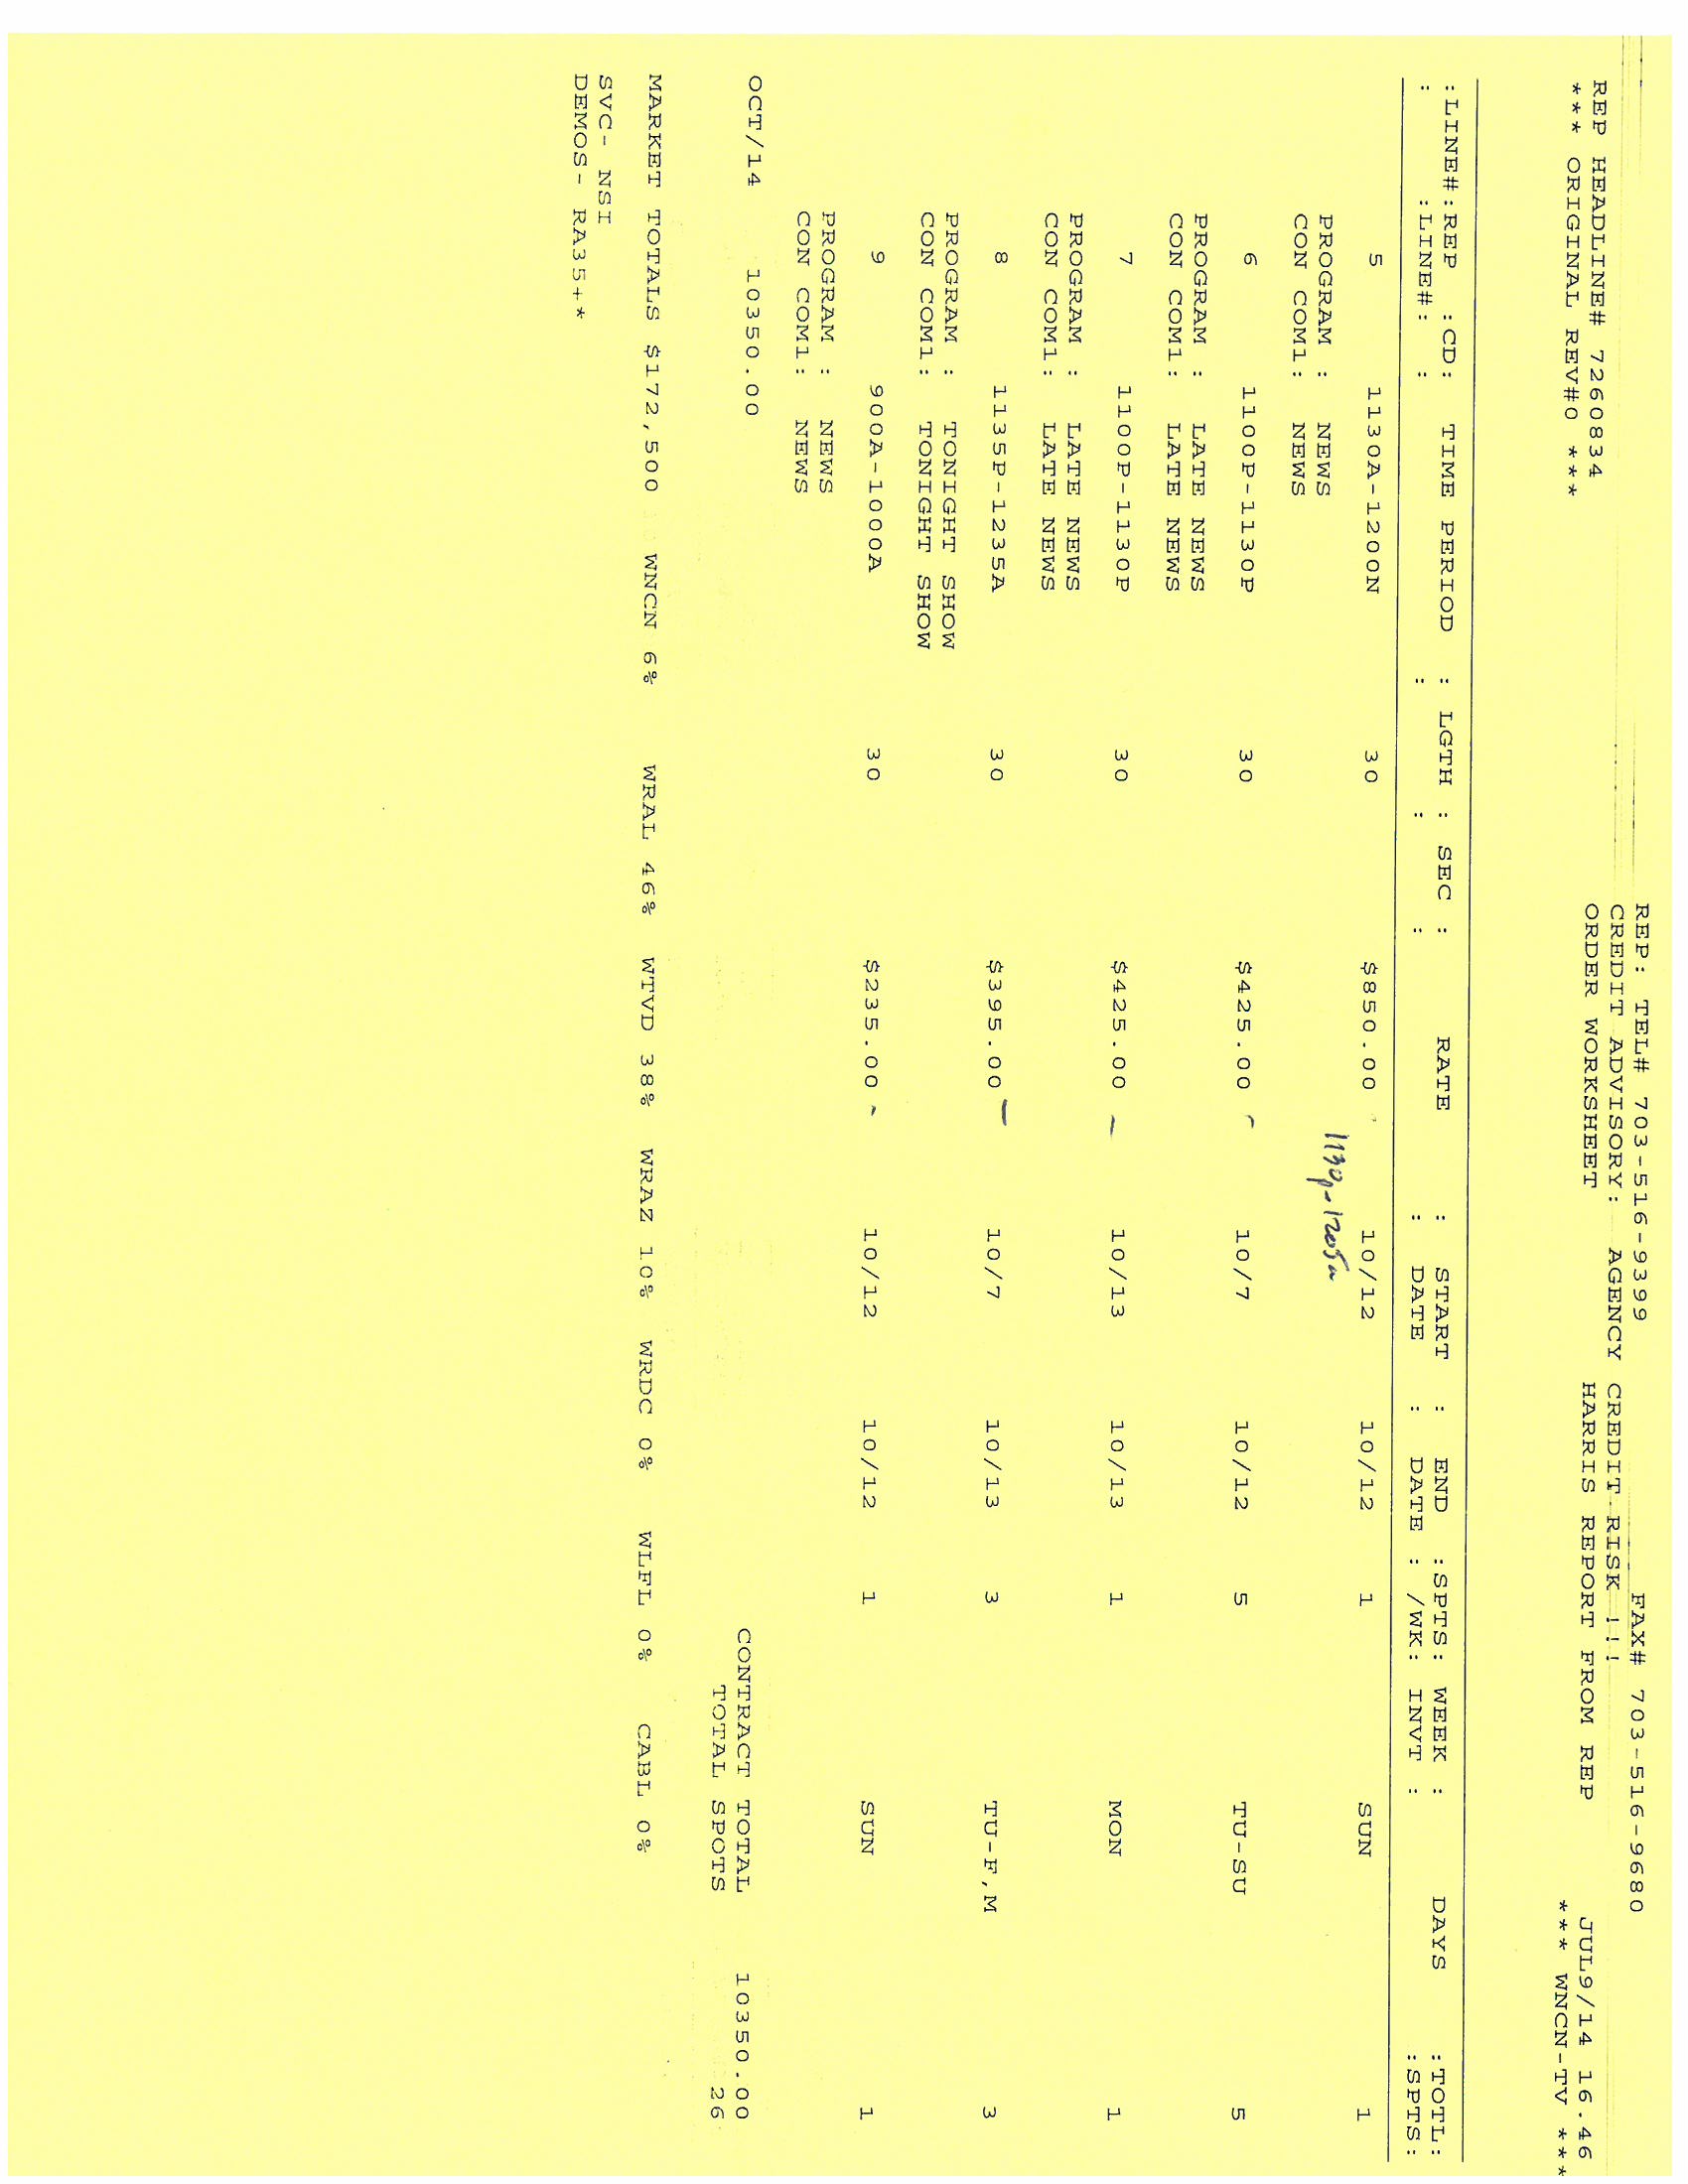 REP: TEL# 703-516-9399 FAX# 703-516-9680
REP HEADLINE# 7260834 CREDIT ADVISORY: AGENCY CREDIT RISK !!! JUL9/14 16.46
*** ORIGINAL REV#0 *** ORDER WORKSHEET HARRIS REPORT FROM REP *** WNCN-TV ***
:LINE#:REP :CD: TIME PERIOD : LGTH : SEC : RATE : START : END :SPTS: WEEK : DAYS :TOTL:
: :LINE#: : : : : : DATE : DATE : /WK: INVT : :SPTS:
5 1130A-1200N 30 $850.00 10/12 10/12 1 SUN 1
1130p-1205a
PROGRAM : NEWS
CON COM1: NEWS
6 1100P-1130P 30 $425.00 10/7 10/12 5 TU-SU 5
PROGRAM : LATE NEWS
CON COM1: LATE NEWS
7 1100P-1130P 30 $425.00 10/13 10/13 1 MON 1
PROGRAM : LATE NEWS
CON COM1: LATE NEWS
8 1135P-1235A 30 $395.00 10/7 10/13 3 TU-F,M 3
PROGRAM : TONIGHT SHOW
CON COM1: TONIGHT SHOW
9 900A-1000A 30 $235.00 10/12 10/12 1 SUN 1
PROGRAM : NEWS
CON COM1: NEWS
OCT/14 10350.00 CONTRACT TOTAL 10350.00
TOTAL SPOTS 26
MARKET TOTALS $172,500 WNCN 6% WRAL 46% WTVD 38% WRAZ 10% WRDC 0% WLFL 0% CABL 0%
SVC- NSI
DEMOS- RA35+*